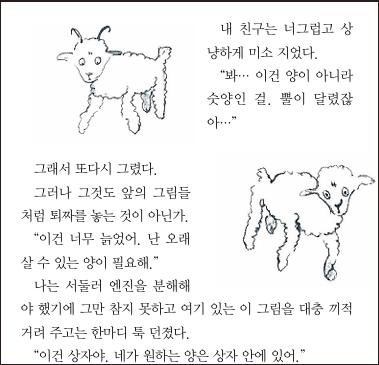 내 친구는 너그럽고 상
냥하게 미소 지었다.
“봐… 이건 양이 아니라
숫양인 걸. 뿔이 달렸잖
아…”
그래서 또다시 그렸다.
그러나 그것도 앞의 그림들
처럼 퇴짜를 놓는 것이 아닌가.
“이건 너무 늙었어. 난 오래
살 수 있는 양이 필요해.”
나는 서둘러 엔진을 분해해
야 했기에 그만 참지 못하고 여기 있는 이 그림을 대충 끼적
거려 주고는 한마디 툭 던졌다.
“이건 상자야. 네가 원하는 양은 상자 안에 있어.”